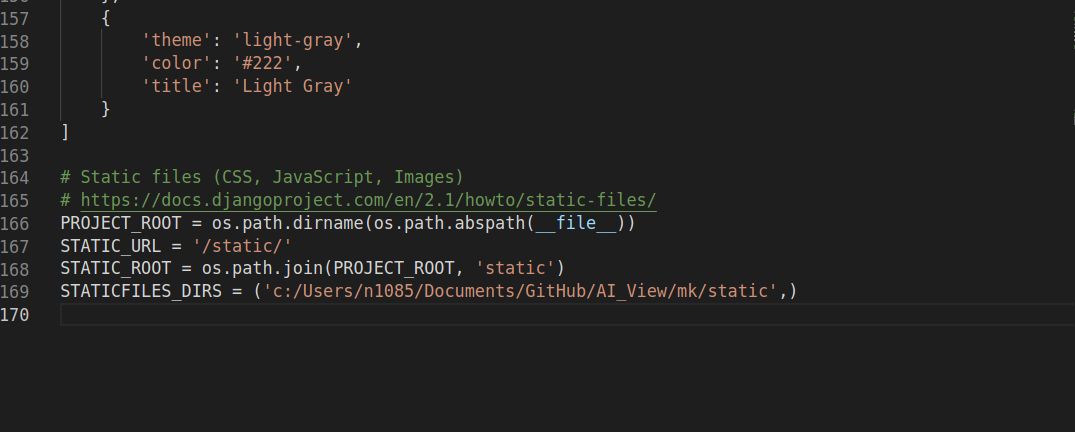 157 {
158 'theme': 'light-gray',
159 'color': '#222',
160 'title': 'Light Gray'
161 }
162 ]
163
164 # Static files (CSS, JavaScript, Images)
165 # https://docs.djangoproject.com/en/2.1/howto/static-files/
166 PROJECT_ROOT = os.path.dirname(os.path.abspath(__file__))
167 STATIC_URL = '/static/'
168 STATIC_ROOT = os.path.join(PROJECT_ROOT, 'static')
169 STATICFILES_DIRS = ('c:/Users/n1085/Documents/GitHub/AI_View/mk/static',)
170